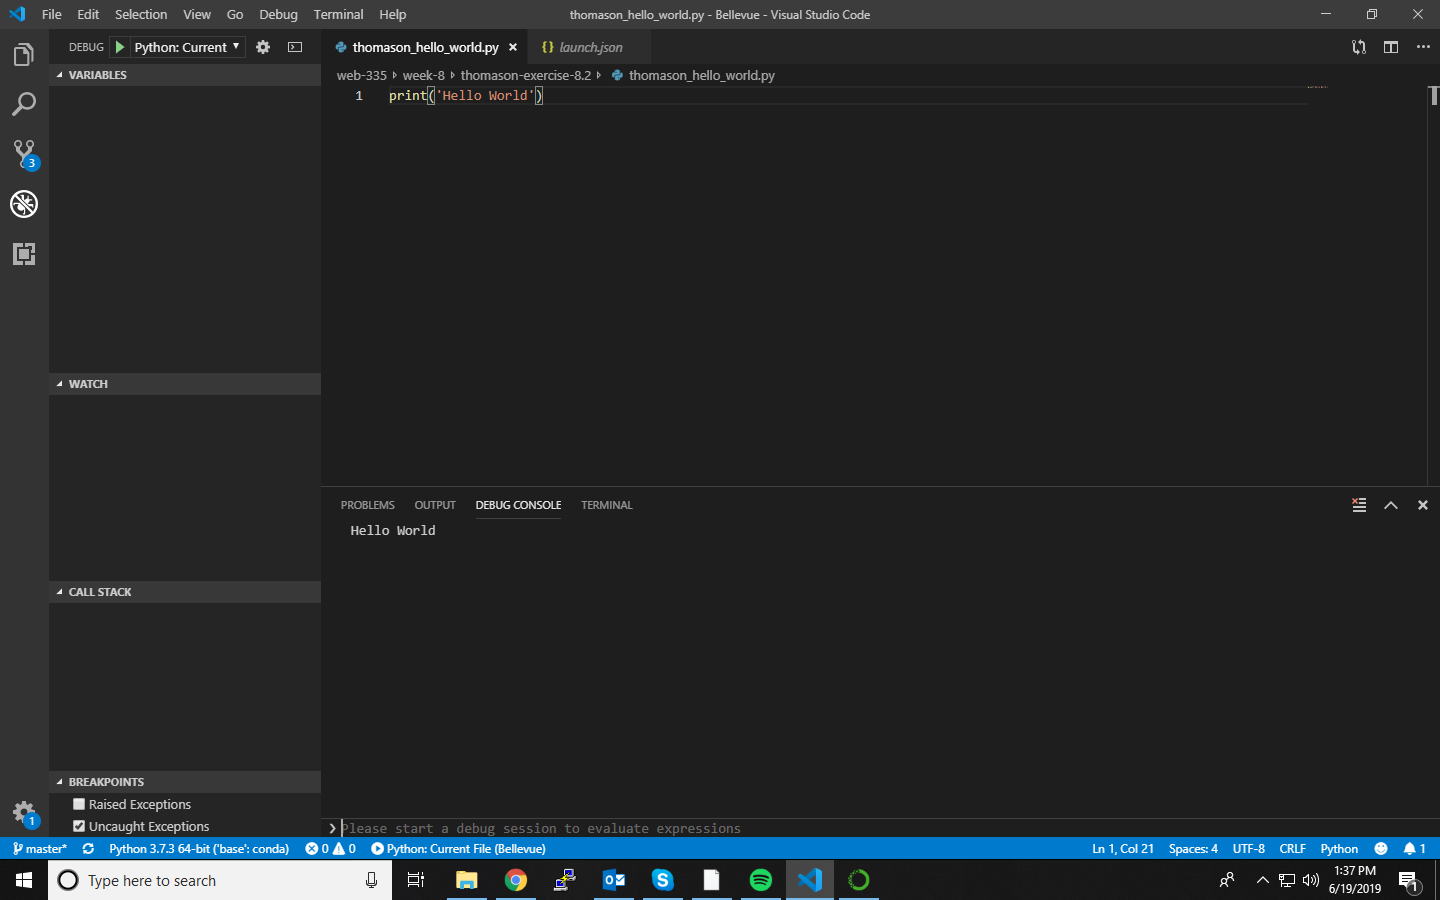 File Edit Selection View Go Debug Terminal Help
thomason_hello_world.py - Bellevue - Visual Studio Code
DEBUG Python: Current
thomason_hello_world.py
{} launch.json
VARIABLES
web-335 week-8 thomason-exercise-8.2 thomason_hello_world.py
1 print('Hello World')
3
WATCH
PROBLEMS OUTPUT DEBUG CONSOLE TERMINAL
Hello World
CALL STACK
BREAKPOINTS
Raised Exceptions
Uncaught Exceptions
1
Please start a debug session to evaluate expressions
master* Python 3.7.3 64-bit ('base': conda) 0 0 Python: Current File (Bellevue) Ln 1, Col 21 Spaces: 4 UTF-8 CRLF Python 1
Type here to search
1:37 PM
6/19/2019
1